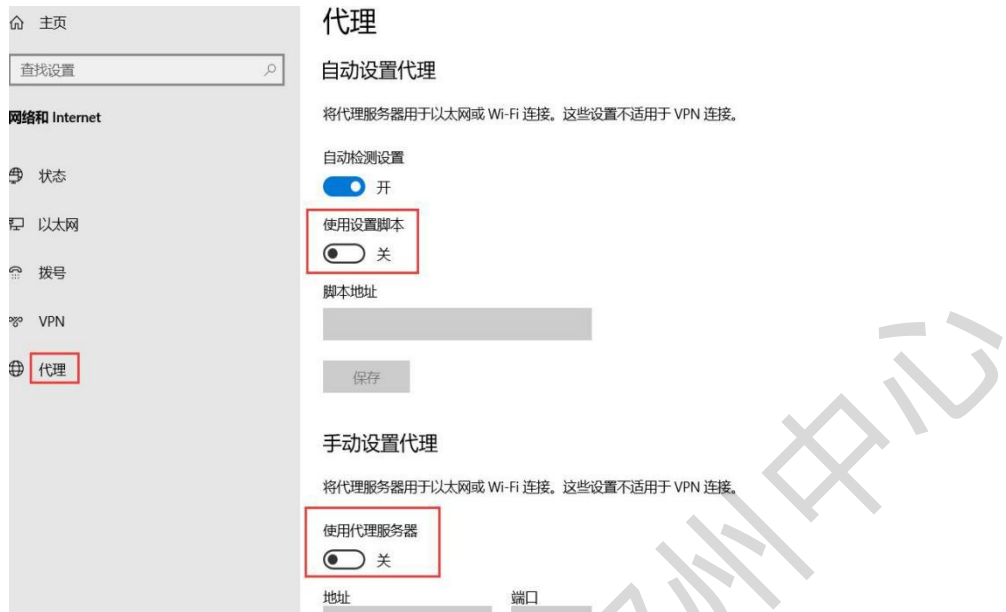 主页
查找设置
网络和 Internet
状态
以太网
拨号
VPN
代理
代理
自动设置代理
将代理服务器用于以太网或 Wi-Fi 连接。这些设置不适用于 VPN 连接。
自动检测设置
开
使用设置脚本
关
脚本地址
保存
手动设置代理
将代理服务器用于以太网或 Wi-Fi 连接。这些设置不适用于 VPN 连接。
使用代理服务器
关
地址 端口
州中心